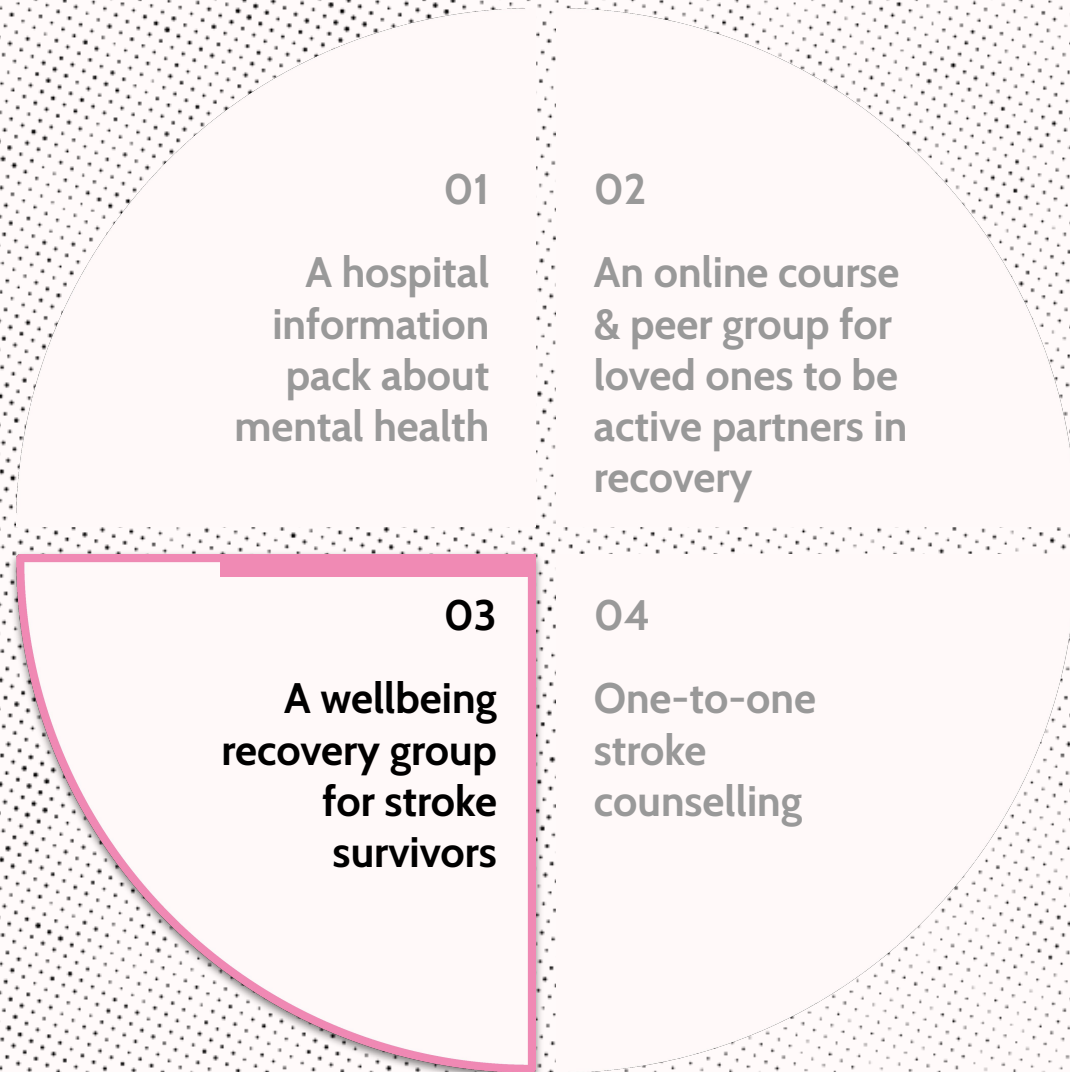 01
A hospital
information
pack about
mental health
02
An online course
& peer group for
loved ones to be
active partners in
recovery
03
A wellbeing
recovery group
for stroke
survivors
04
One-to-one
stroke
counselling